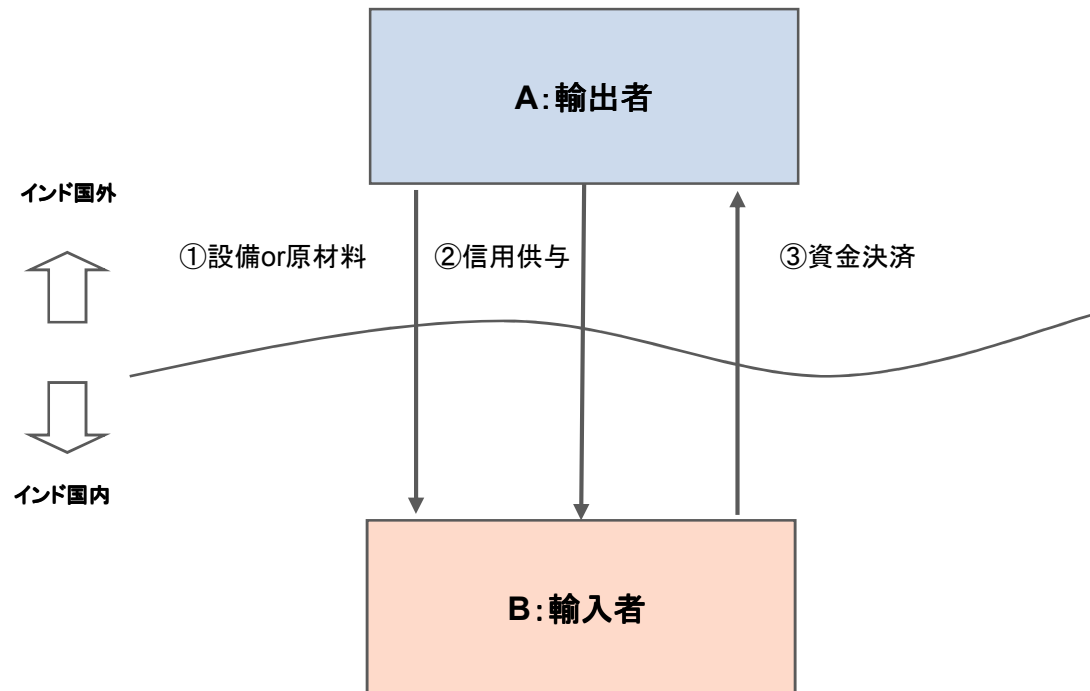 A：輸出者
インド国外
①設備or原材料
②信用供与
③資金決済
インド国内
B：輸入者